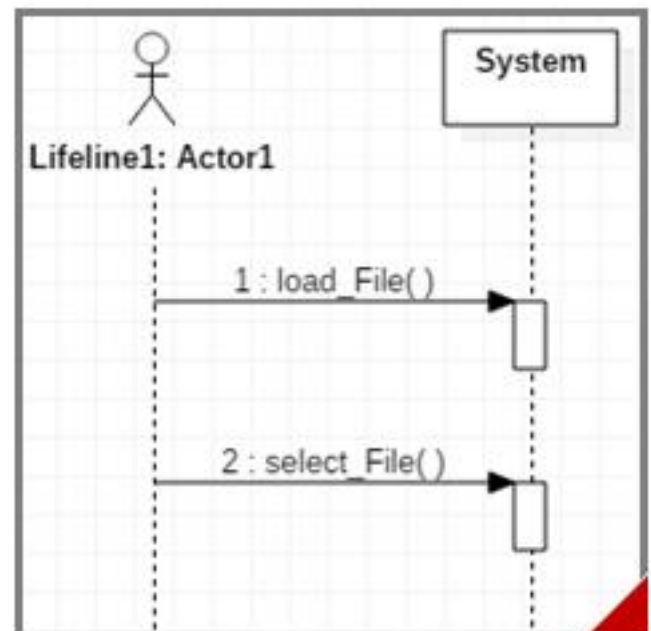 System
Lifeline1: Actor1
1 : load_File( )
2 : select_File( )